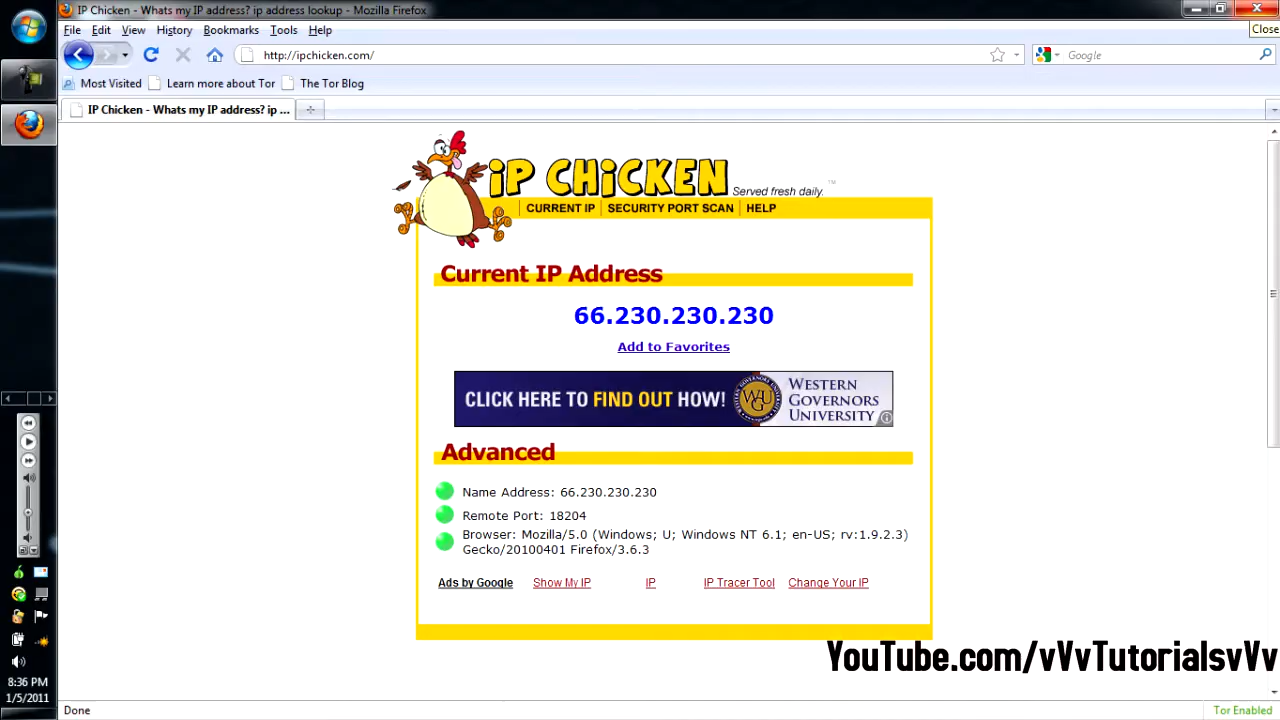 IP Chicken - Whats my IP address? ip address lookup - Mozilla Firefox
Close
File Edit View History Bookmarks Tools Help
http://ipchicken.com/
Google
Most Visited Learn more about Tor The Tor Blog
IP Chicken - Whats my IP address? ip ...
iP CHiCKEN Served fresh daily. ™
CURRENT IP SECURITY PORT SCAN HELP
Current IP Address
66.230.230.230
Add to Favorites
CLICK HERE TO FIND OUT HOW!
WGU
WESTERN
GOVERNORS
UNIVERSITY
Advanced
Name Address: 66.230.230.230
Remote Port: 18204
Browser: Mozilla/5.0 (Windows; U; Windows NT 6.1; en-US; rv:1.9.2.3)
Gecko/20100401 Firefox/3.6.3
Ads by Google Show My IP IP IP Tracer Tool Change Your IP
YouTube.com/vVvTutorialsvVv
8:36 PM
1/5/2011
Done
Tor Enabled